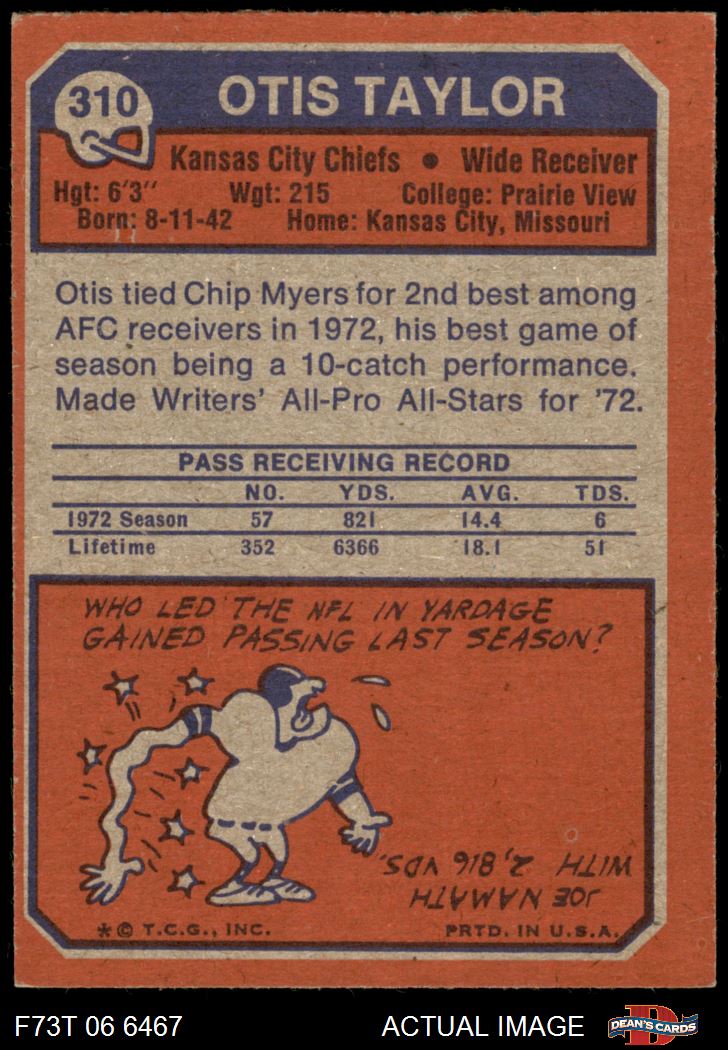 310
OTIS TAYLOR
Kansas City Chiefs • Wide Receiver
Hgt: 6'3" Wgt: 215 College: Prairie View
Born: 8-11-42 Home: Kansas City, Missouri
Otis tied Chip Myers for 2nd best among
AFC receivers in 1972, his best game of
season being a 10-catch performance.
Made Writers' All-Pro All-Stars for '72.
PASS RECEIVING RECORD
NO. YDS. AVG. TDS.
1972 Season 57 821 14.4 6
Lifetime 352 6366 18.1 51
WHO LED THE NFL IN YARDAGE
GAINED PASSING LAST SEASON?
JOE NAMATH
WITH 2,816 YDS.
*© T.C.G., INC. PRTD. IN U.S.A.
F73T 06 6467 ACTUAL IMAGE
D
DEAN'S CARDS